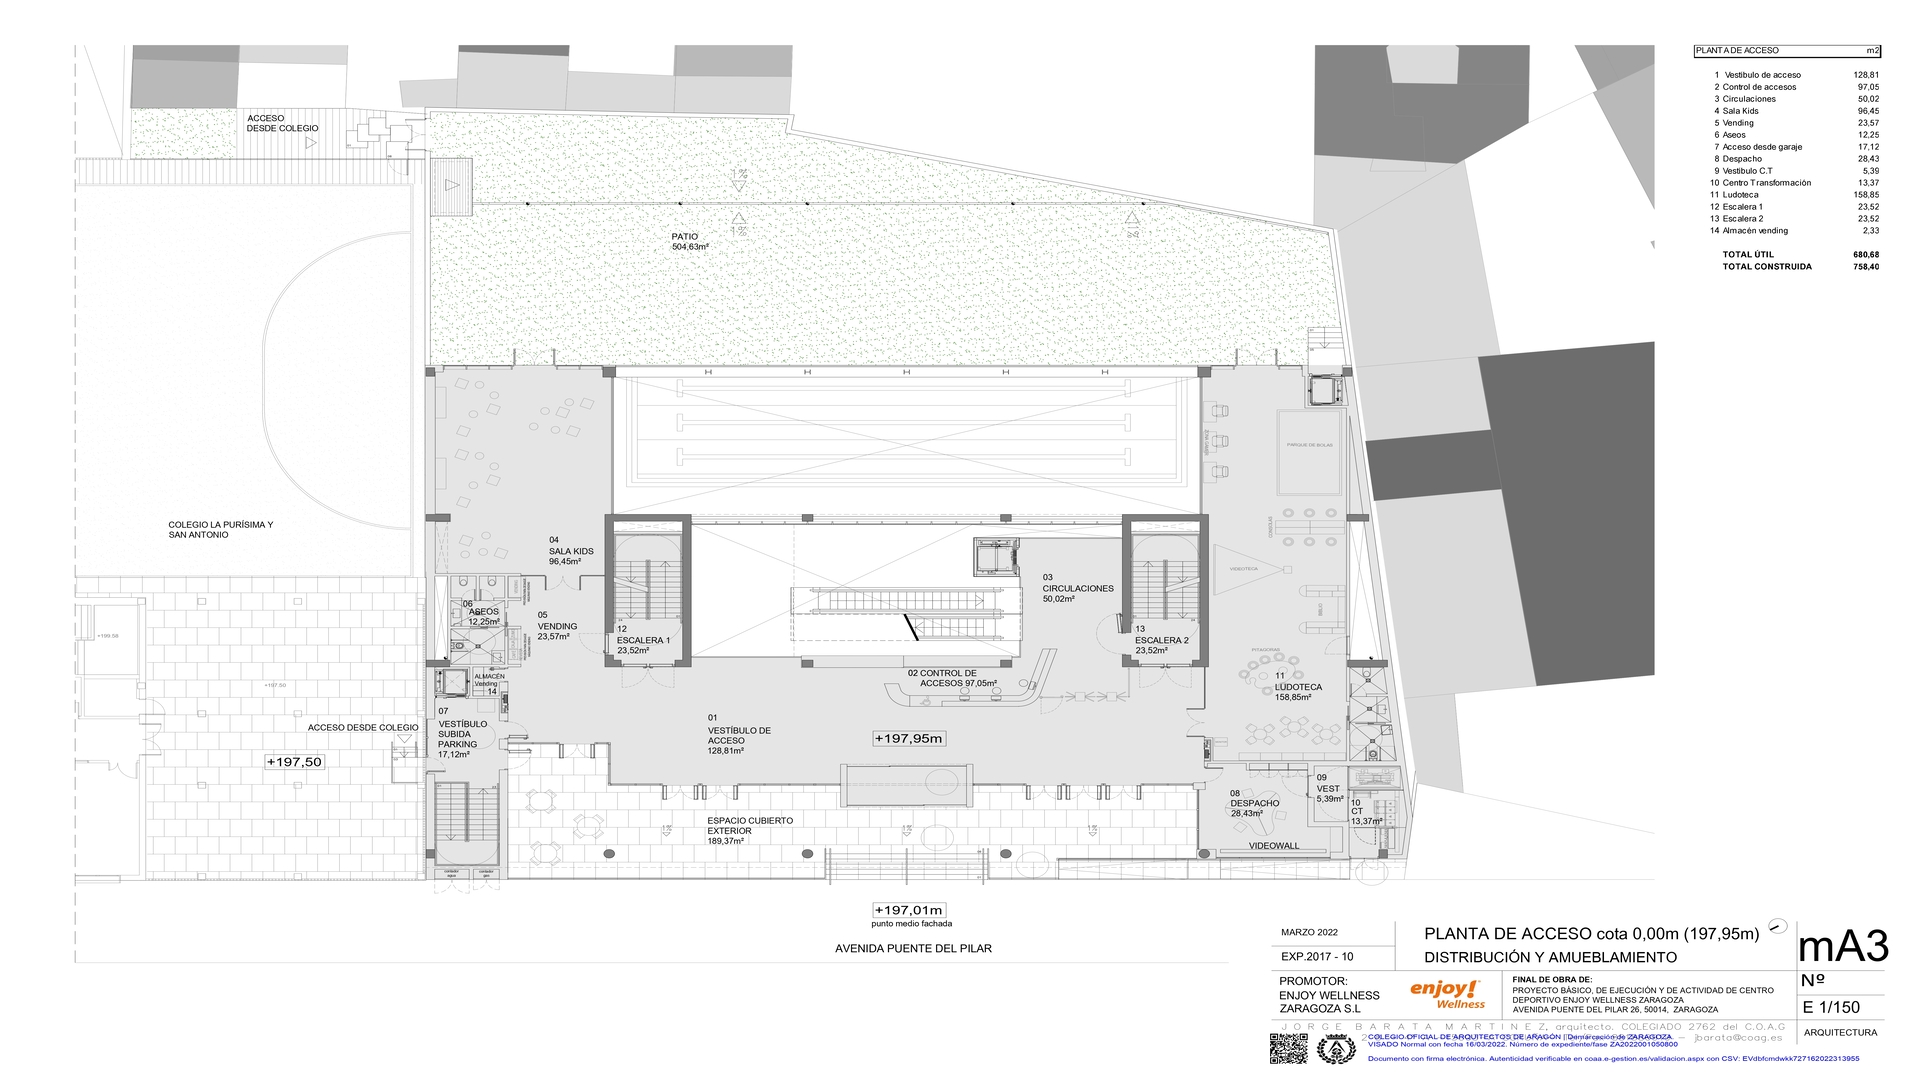 ACCESO
DESDE COLEGIO
PATIO
504,63m²
COLEGIO LA PURÍSIMA Y
SAN ANTONIO
04
SALA KIDS
96,45m²
06
ASEOS
12,25m²
05
VENDING
23,57m²
12
ESCALERA 1
23,52m²
03
CIRCULACIONES
50,02m²
13
ESCALERA 2
23,52m²
PARQUE DE BOLAS
VIDEOTECA
PITAGORAS
11
LUDOTECA
158,85m²
ALMACÉN
Vending
14
02 CONTROL DE
ACCESOS 97,05m²
07
VESTÍBULO
SUBIDA
PARKING
17,12m²
ACCESO DESDE COLEGIO
+199.58
+197.50
+197,50
01
VESTÍBULO DE
ACCESO
128,81m²
+197,95m
08
DESPACHO
28,43m²
VIDEOWALL
09
VEST
5,39m²
10
CT
13,37m²
ESPACIO CUBIERTO
EXTERIOR
189,37m²
contador
agua
contador
gas
+197,01m
punto medio fachada
AVENIDA PUENTE DEL PILAR
PLANTA DE ACCESO m2
1 Vestíbulo de acceso 128,81
2 Control de accesos 97,05
3 Circulaciones 50,02
4 Sala Kids 96,45
5 Vending 23,57
6 Aseos 12,25
7 Acceso desde garaje 17,12
8 Despacho 28,43
9 Vestíbulo C.T 5,39
10 Centro Transformación 13,37
11 Ludoteca 158,85
12 Escalera 1 23,52
13 Escalera 2 23,52
14 Almacén vending 2,33
TOTAL ÚTIL 680,68
TOTAL CONSTRUIDA 758,40
MARZO 2022
EXP.2017 - 10
PLANTA DE ACCESO cota 0,00m (197,95m)
DISTRIBUCIÓN Y AMUEBLAMIENTO
mA3
Nº
E 1/150
ARQUITECTURA
PROMOTOR:
ENJOY WELLNESS
ZARAGOZA S.L
enjoy!
Wellness
FINAL DE OBRA DE:
PROYECTO BÁSICO, DE EJECUCIÓN Y DE ACTIVIDAD DE CENTRO
DEPORTIVO ENJOY WELLNESS ZARAGOZA
AVENIDA PUENTE DEL PILAR 26, 50014, ZARAGOZA
JORGE BARATA MARTINEZ, arquitecto. COLEGIADO 2762 del C.O.A.G
jbarata@coag.es
COLEGIO OFICIAL DE ARQUITECTOS DE ARAGÓN | Demarcación de ZARAGOZA.
VISADO Normal con fecha 16/03/2022. Número de expediente/fase ZA2022001050800
Documento con firma electrónica. Autenticidad verificable en coaa.e-gestion.es/validacion.aspx con CSV: EVdbfcmdwkk727162022313955